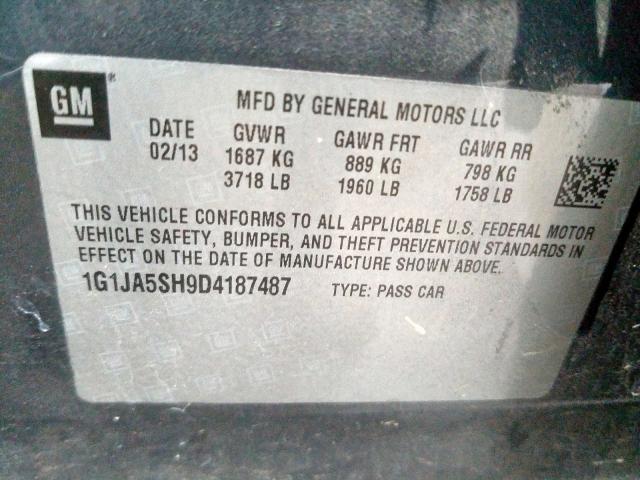 GM®
MFD BY GENERAL MOTORS LLC
DATE GVWR GAWR FRT GAWR RR
02/13 1687 KG 889 KG 798 KG
3718 LB 1960 LB 1758 LB
THIS VEHICLE CONFORMS TO ALL APPLICABLE U.S. FEDERAL MOTOR
VEHICLE SAFETY, BUMPER, AND THEFT PREVENTION STANDARDS IN
EFFECT ON THE DATE OF MANUFACTURE SHOWN ABOVE.
1G1JA5SH9D4187487 TYPE: PASS CAR